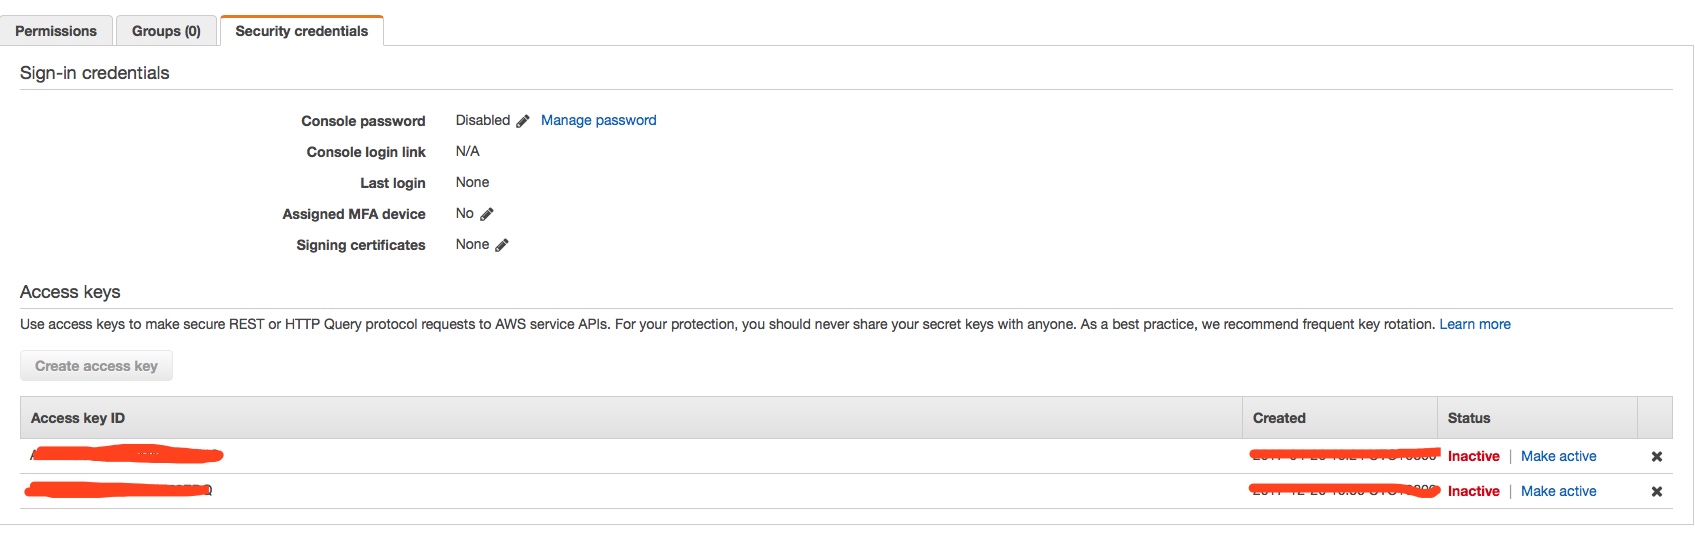 Permissions Groups (0) Security credentials
Sign-in credentials
Console password Disabled Manage password
Console login link N/A
Last login None
Assigned MFA device No
Signing certificates None
Access keys
Use access keys to make secure REST or HTTP Query protocol requests to AWS service APIs. For your protection, you should never share your secret keys with anyone. As a best practice, we recommend frequent key rotation. Learn more
Create access key
Access key ID Created Status
Inactive | Make active
Inactive | Make active